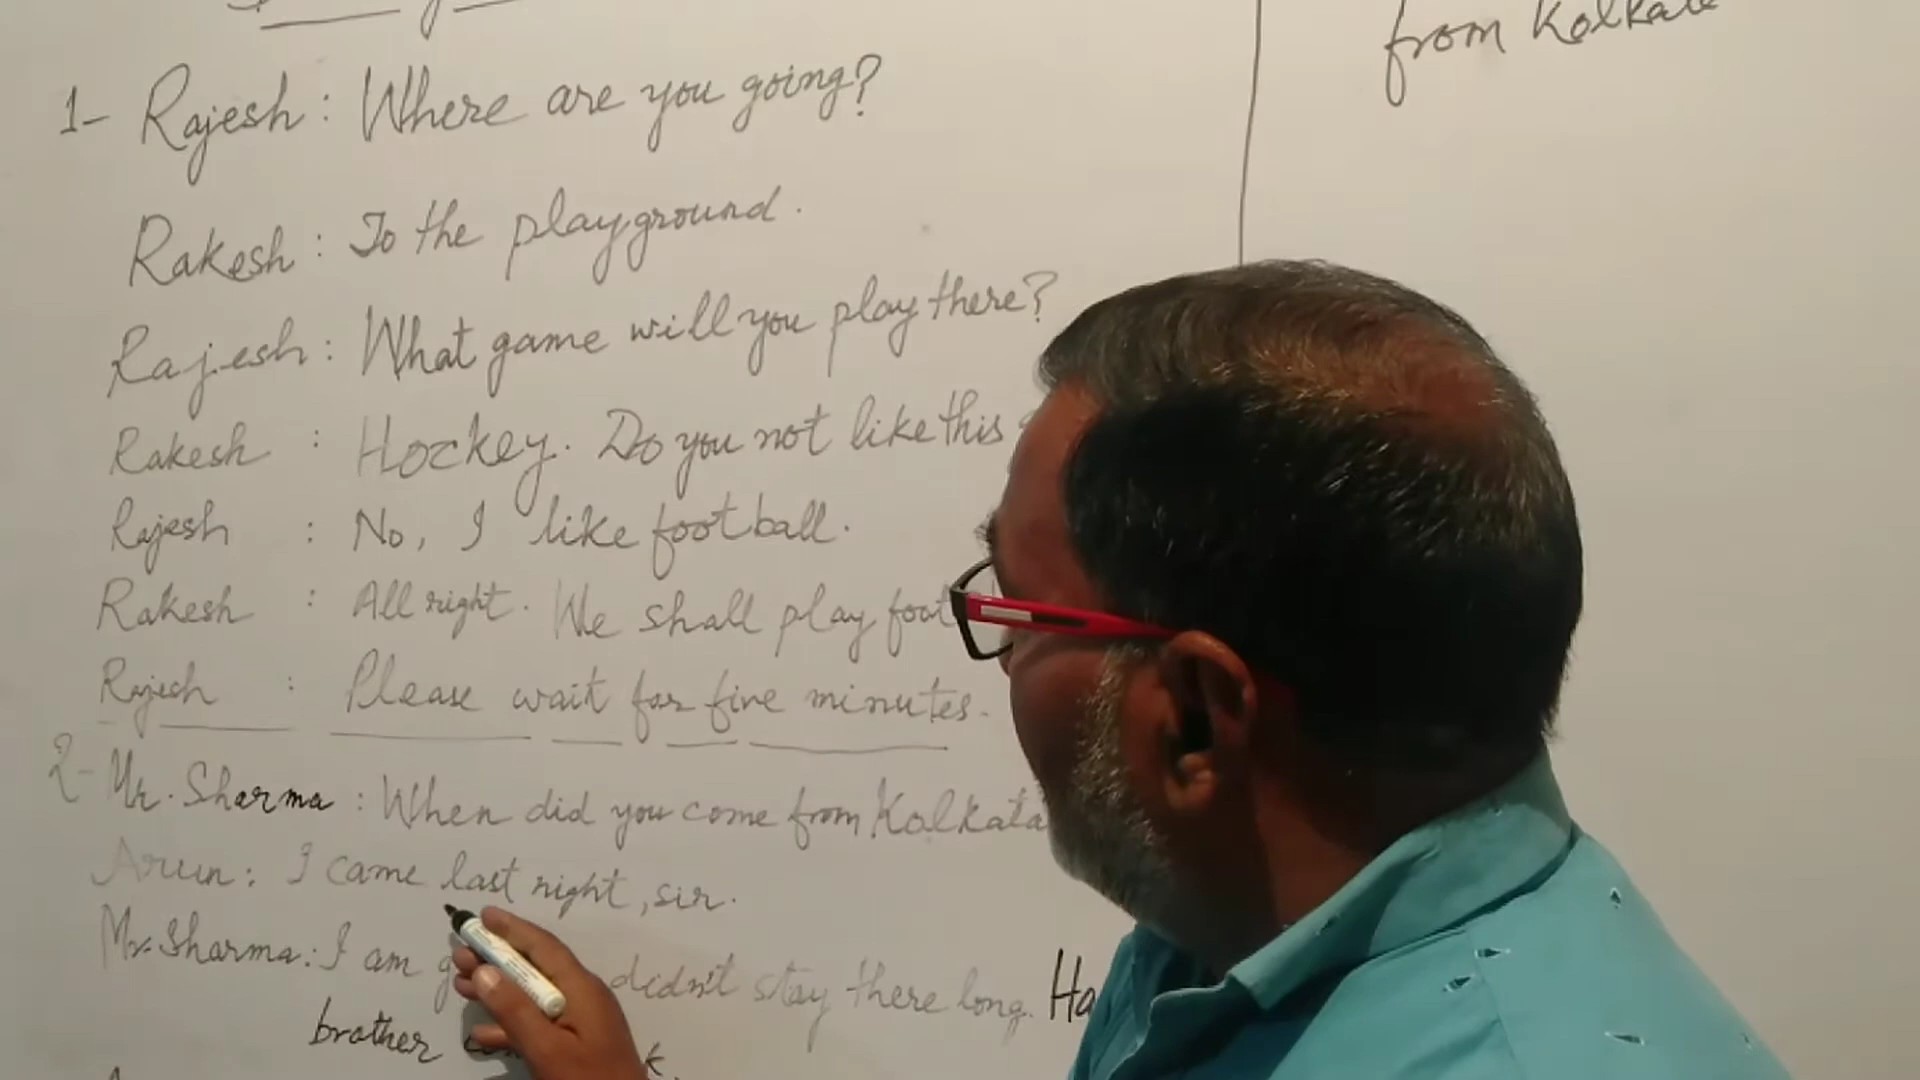 1- Rajesh : Where are you going?
Rakesh : To the playground.
Rajesh : What game will you play there?
Rakesh : Hockey. Do you not like this
Rajesh : No, I like football.
Rakesh : All right. We shall play foot
Rajesh : Please wait for five minutes.
2- Mr. Sharma : When did you come from Kolkata
Arun : I came last night, sir.
Mr. Sharma : I am didn't stay there long. Ha
brother
from Kolkata